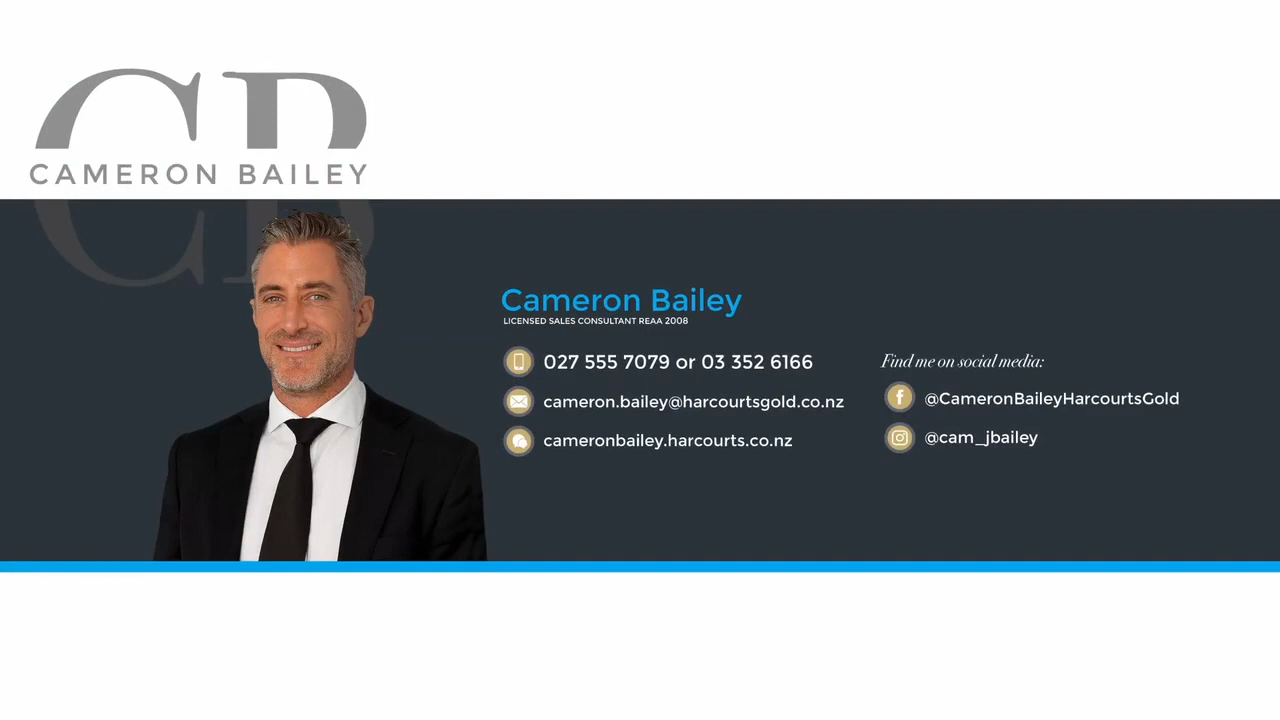 CB
CAMERON BAILEY
Cameron Bailey
LICENSED SALES CONSULTANT REAA 2008
027 555 7079 or 03 352 6166
cameron.bailey@harcourtsgold.co.nz
cameronbailey.harcourts.co.nz
Find me on social media:
@CameronBaileyHarcourtsGold
@cam_jbailey